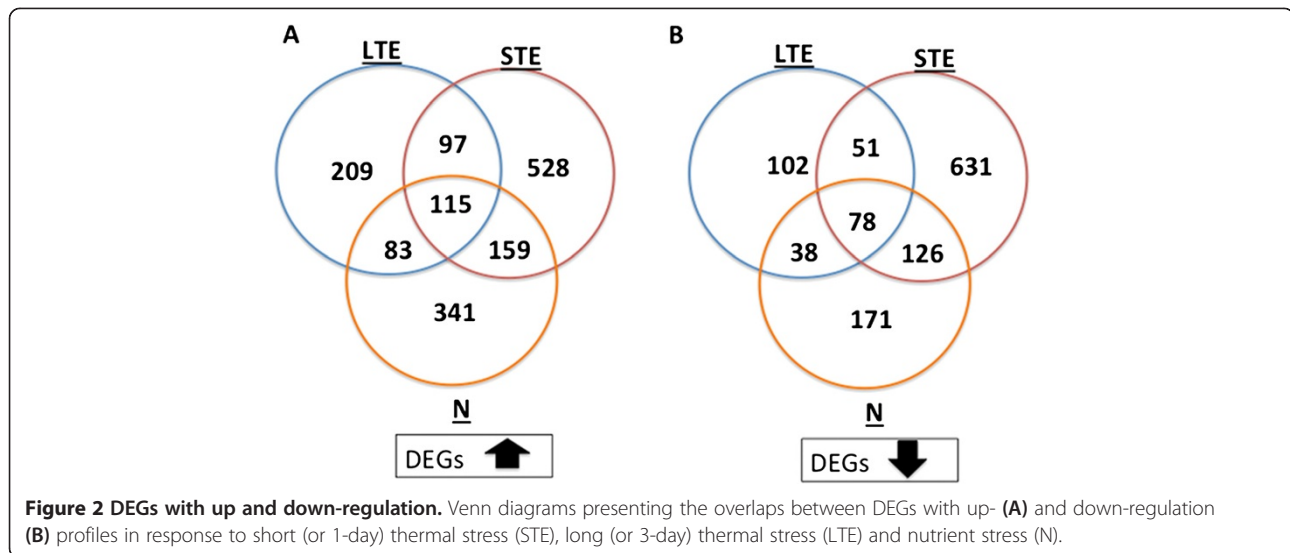 A
B
LTE
STE
LTE
STE
97
51
209
528
102
631
115
78
83
159
38
126
341
171
N
N
DEGs
DEGs
Figure 2 DEGs with up and down-regulation. Venn diagrams presenting the overlaps between DEGs with up- (A) and down-regulation
(B) profiles in response to short (or 1-day) thermal stress (STE), long (or 3-day) thermal stress (LTE) and nutrient stress (N).